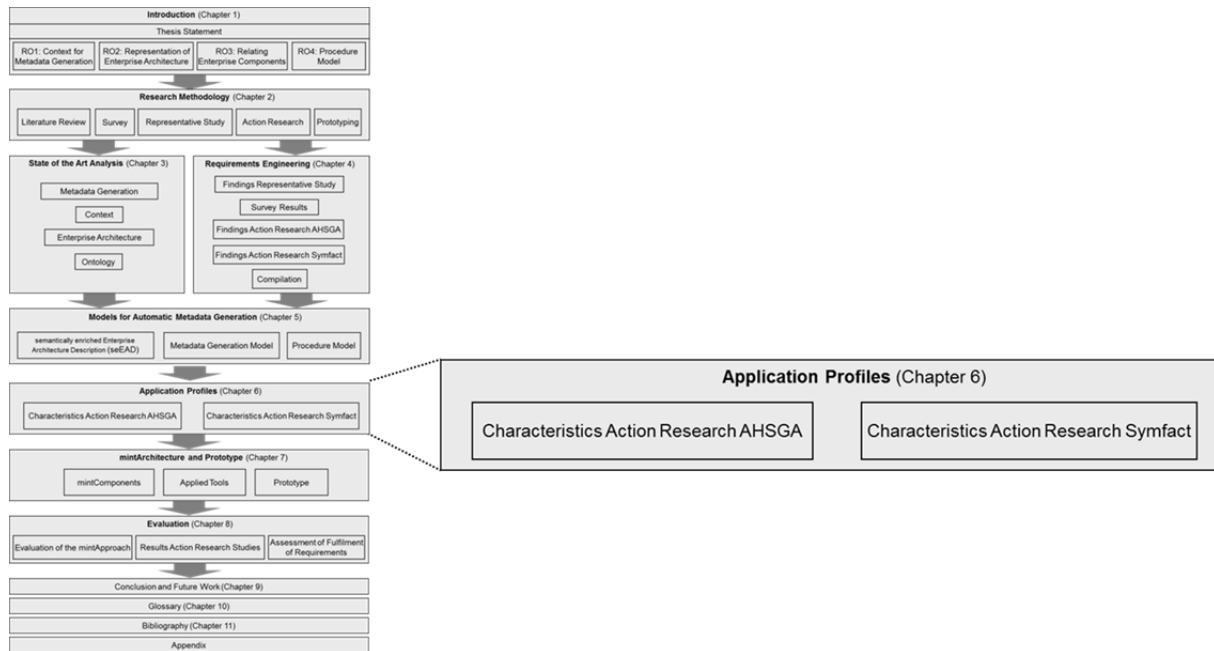 Introduction (Chapter 1)
Thesis Statement
RO1: Context for
Metadata Generation
RO2: Representation of
Enterprise Architecture
RO3: Relating
Enterprise Components
RO4: Procedure
Model
Research Methodology (Chapter 2)
Literature Review
Survey
Representative Study
Action Research
Prototyping
State of the Art Analysis (Chapter 3)
Metadata Generation
Context
Enterprise Architecture
Ontology
Requirements Engineering (Chapter 4)
Findings Representative Study
Survey Results
Findings Action Research AHSGA
Findings Action Research Symfact
Compilation
Models for Automatic Metadata Generation (Chapter 5)
semantically enriched Enterprise
Architecture Description (seEAD)
Metadata Generation Model
Procedure Model
Application Profiles (Chapter 6)
Characteristics Action Research AHSGA
Characteristics Action Research Symfact
mintArchitecture and Prototype (Chapter 7)
mintComponents
Applied Tools
Prototype
Evaluation (Chapter 8)
Evaluation of the mintApproach
Results Action Research Studies
Assessment of Fulfilment
of Requirements
Conclusion and Future Work (Chapter 9)
Glossary (Chapter 10)
Bibliography (Chapter 11)
Appendix
Application Profiles (Chapter 6)
Characteristics Action Research AHSGA
Characteristics Action Research Symfact